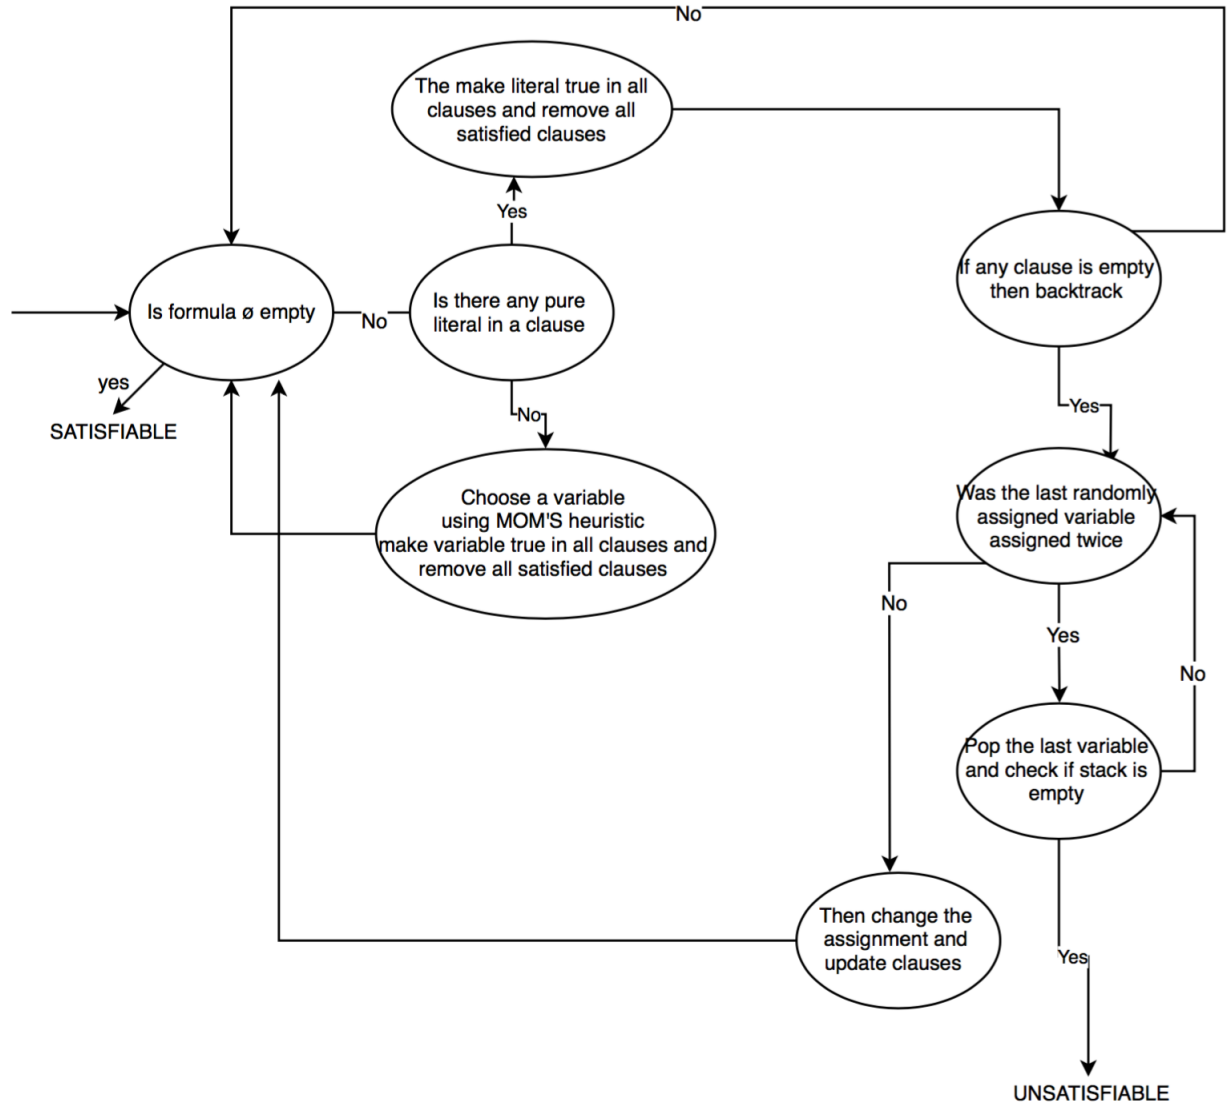 No
The make literal true in all
clauses and remove all
satisfied clauses
Yes
If any clause is empty
then backtrack
Is formula ø empty
No
Is there any pure
literal in a clause
yes
SATISFIABLE
No
Yes
Choose a variable
using MOM'S heuristic
make variable true in all clauses and
remove all satisfied clauses
Was the last randomly
assigned variable
assigned twice
No
Yes
No
Pop the last variable
and check if stack is
empty
Then change the
assignment and
update clauses
Yes
UNSATISFIABLE